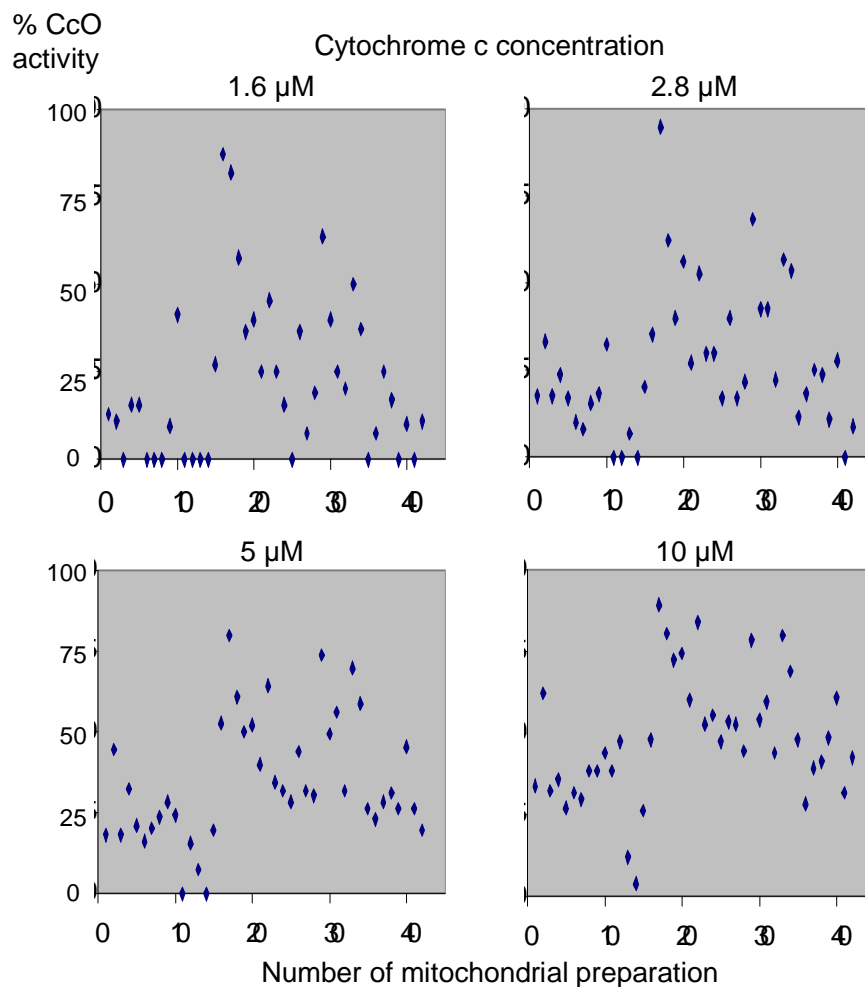 % CcO
activity
Cytochrome c concentration
1.6 µM 2.8 µM
100
75
50
25
0
0 10 20 30 40 0 10 20 30 40
5 µM 10 µM
100
75
50
25
0
0 10 20 30 40 0 10 20 30 40
Number of mitochondrial preparation